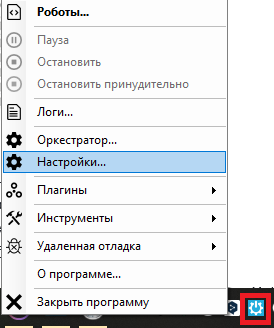 Роботы...
Пауза
Остановить
Остановить принудительно
Логи...
Оркестратор...
Настройки...
Плагины
Инструменты
Удаленная отладка
О программе...
Закрыть программу